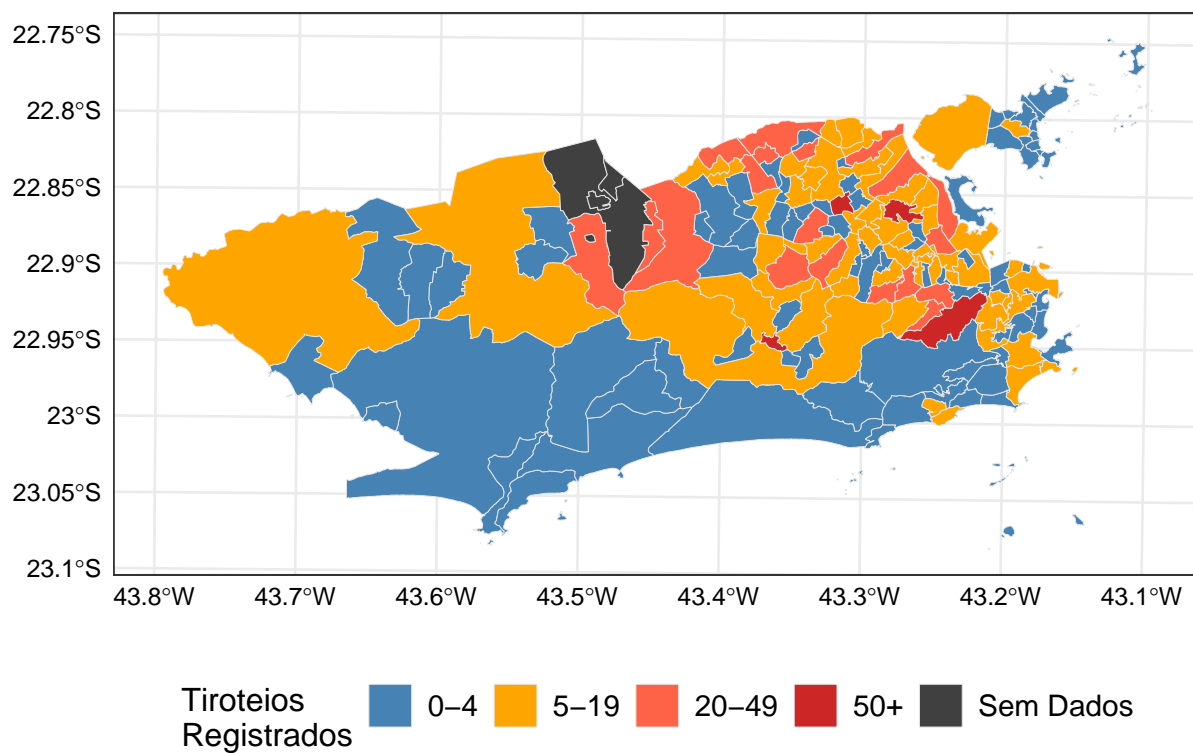 22.75°S
22.8°S
22.85°S
22.9°S
22.95°S
23°S
23.05°S
23.1°S
43.8°W 43.7°W 43.6°W 43.5°W 43.4°W 43.3°W 43.2°W 43.1°W
Tiroteios
Registrados
0−4 5−19 20−49 50+ Sem Dados